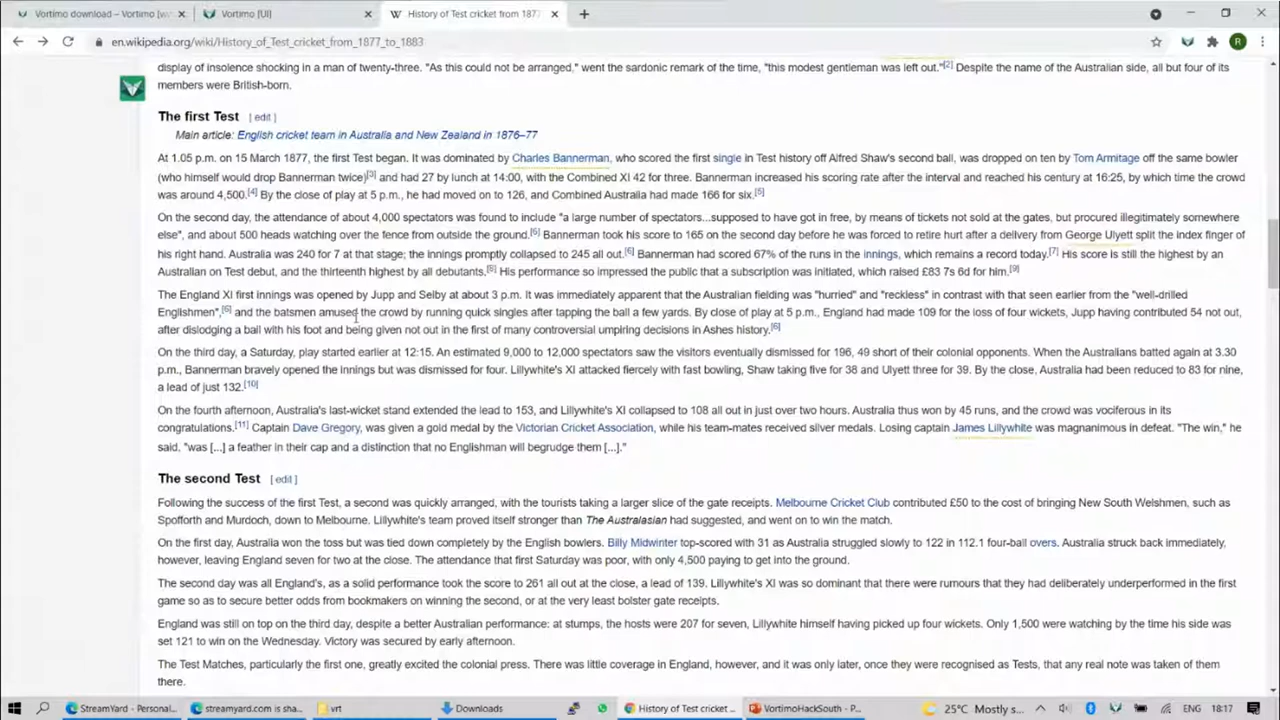 Vortimo download – Vortimo [w
Vortimo [UI]
W History of Test cricket from 1877
en.wikipedia.org/wiki/History_of_Test_cricket_from_1877_to_1883
R
display of insolence shocking in a man of twenty-three. "As this could not be arranged," went the sardonic remark of the time, "this modest gentleman was left out."[2] Despite the name of the Australian side, all but four of its
members were British-born.
The first Test [ edit ]
Main article: English cricket team in Australia and New Zealand in 1876–77
At 1.05 p.m. on 15 March 1877, the first Test began. It was dominated by Charles Bannerman, who scored the first single in Test history off Alfred Shaw's second ball, was dropped on ten by Tom Armitage off the same bowler
(who himself would drop Bannerman twice)[3] and had 27 by lunch at 14:00, with the Combined XI 42 for three. Bannerman increased his scoring rate after the interval and reached his century at 16:25, by which time the crowd
was around 4,500.[4] By the close of play at 5 p.m., he had moved on to 126, and Combined Australia had made 166 for six.[5]
On the second day, the attendance of about 4,000 spectators was found to include "a large number of spectators...supposed to have got in free, by means of tickets not sold at the gates, but procured illegitimately somewhere
else", and about 500 heads watching over the fence from outside the ground.[6] Bannerman took his score to 165 on the second day before he was forced to retire hurt after a delivery from George Ulyett split the index finger of
his right hand. Australia was 240 for 7 at that stage; the innings promptly collapsed to 245 all out.[6] Bannerman had scored 67% of the runs in the innings, which remains a record today.[7] His score is still the highest by an
Australian on Test debut, and the thirteenth highest by all debutants.[8] His performance so impressed the public that a subscription was initiated, which raised £83 7s 6d for him.[9]
The England XI first innings was opened by Jupp and Selby at about 3 p.m. It was immediately apparent that the Australian fielding was "hurried" and "reckless" in contrast with that seen earlier from the "well-drilled
Englishmen",[6] and the batsmen amused the crowd by running quick singles after tapping the ball a few yards. By close of play at 5 p.m., England had made 109 for the loss of four wickets, Jupp having contributed 54 not out,
after dislodging a ball with his foot and being given not out in the first of many controversial umpiring decisions in Ashes history.[6]
On the third day, a Saturday, play started earlier at 12:15. An estimated 9,000 to 12,000 spectators saw the visitors eventually dismissed for 196, 49 short of their colonial opponents. When the Australians batted again at 3.30
p.m., Bannerman bravely opened the innings but was dismissed for four. Lillywhite's XI attacked fiercely with fast bowling, Shaw taking five for 38 and Ulyett three for 39. By the close, Australia had been reduced to 83 for nine,
a lead of just 132.[10]
On the fourth afternoon, Australia's last-wicket stand extended the lead to 153, and Lillywhite's XI collapsed to 108 all out in just over two hours. Australia thus won by 45 runs, and the crowd was vociferous in its
congratulations.[11] Captain Dave Gregory, was given a gold medal by the Victorian Cricket Association, while his team-mates received silver medals. Losing captain James Lillywhite was magnanimous in defeat. "The win," he
said, "was [...] a feather in their cap and a distinction that no Englishman will begrudge them [...]."
The second Test [ edit ]
Following the success of the first Test, a second was quickly arranged, with the tourists taking a larger slice of the gate receipts. Melbourne Cricket Club contributed £50 to the cost of bringing New South Welshmen, such as
Spofforth and Murdoch, down to Melbourne. Lillywhite's team proved itself stronger than The Australasian had suggested, and went on to win the match.
On the first day, Australia won the toss but was tied down completely by the English bowlers. Billy Midwinter top-scored with 31 as Australia struggled slowly to 122 in 112.1 four-ball overs. Australia struck back immediately,
however, leaving England seven for two at the close. The attendance that first Saturday was poor, with only 4,500 paying to get into the ground.
The second day was all England's, as a solid performance took the score to 261 all out at the close, a lead of 139. Lillywhite's XI was so dominant that there were rumours that they had deliberately underperformed in the first
game so as to secure better odds from bookmakers on winning the second, or at the very least bolster gate receipts.
England was still on top on the third day, despite a better Australian performance: at stumps, the hosts were 207 for seven, Lillywhite himself having picked up four wickets. Only 1,500 were watching by the time his side was
set 121 to win on the Wednesday. Victory was secured by early afternoon.
The Test Matches, particularly the first one, greatly excited the colonial press. There was little coverage in England, however, and it was only later, once they were recognised as Tests, that any real note was taken of them
there.
StreamYard - Personal...
streamyard.com is sha...
vrt
Downloads
History of Test cricket ...
VortimoHackSouth - P...
25°C Mostly s...
ENG
18:17